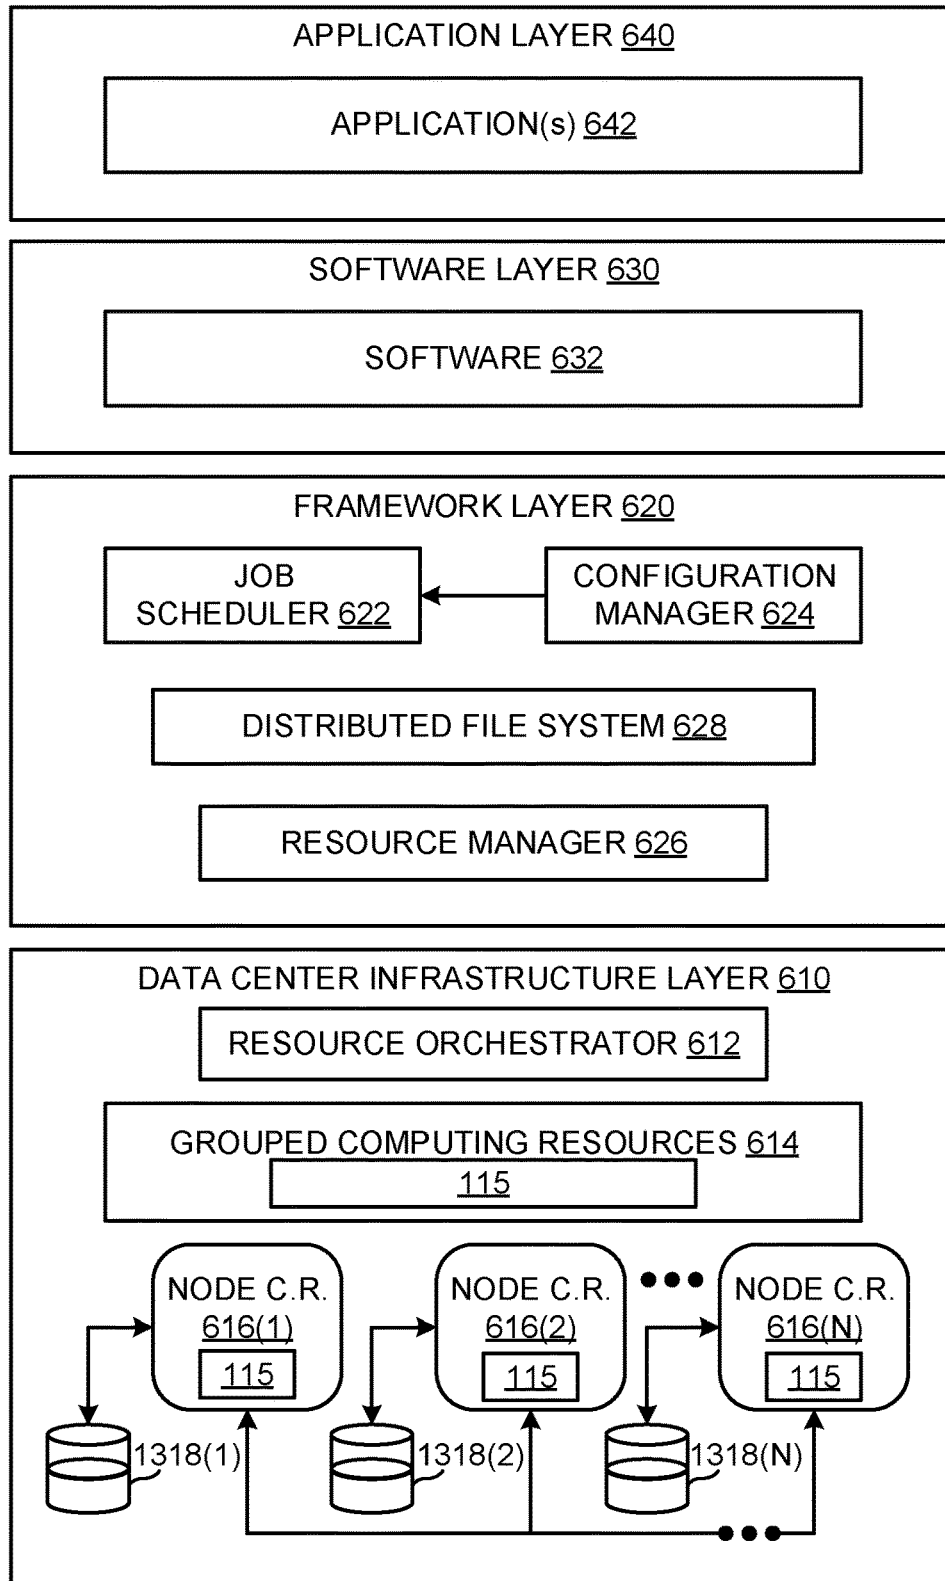 APPLICATION LAYER 640
APPLICATION(s) 642
SOFTWARE LAYER 630
SOFTWARE 632
FRAMEWORK LAYER 620
JOB
SCHEDULER 622
CONFIGURATION
MANAGER 624
DISTRIBUTED FILE SYSTEM 628
RESOURCE MANAGER 626
DATA CENTER INFRASTRUCTURE LAYER 610
RESOURCE ORCHESTRATOR 612
GROUPED COMPUTING RESOURCES 614
115
NODE C.R.
616(1)
115
NODE C.R.
616(2)
115
NODE C.R.
616(N)
115
1318(1)
1318(2)
1318(N)